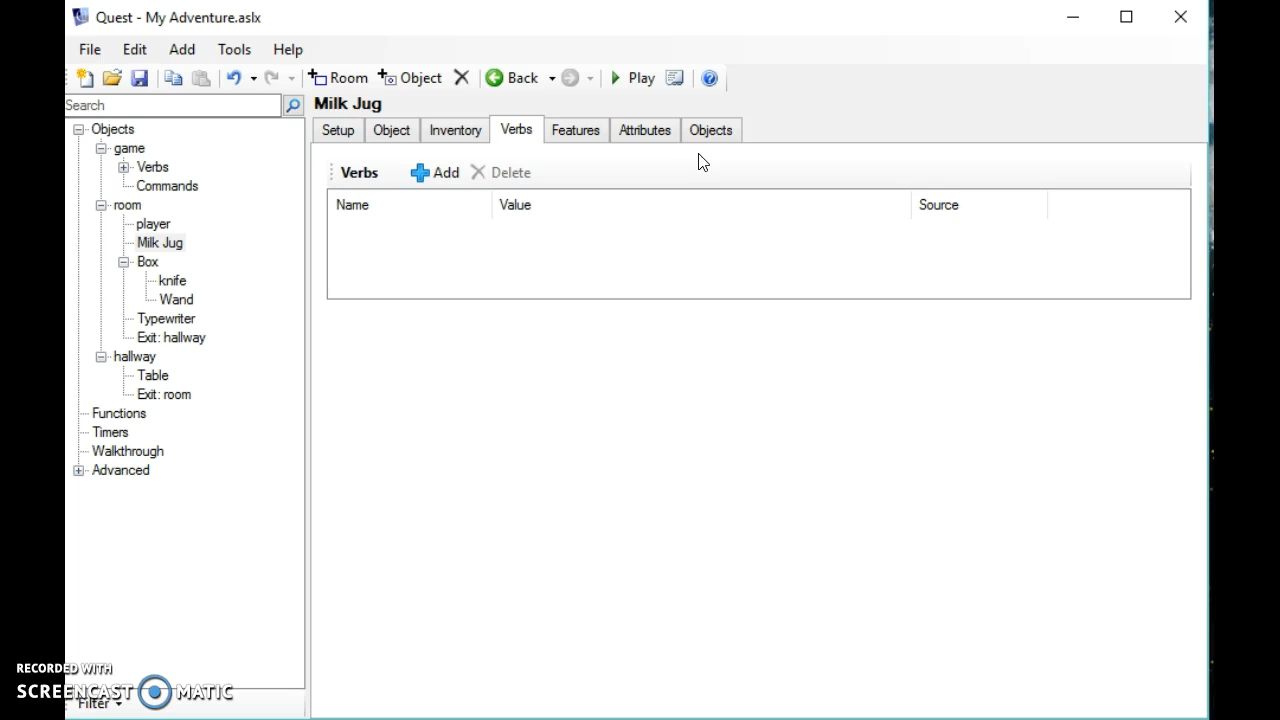 Quest - My Adventure.aslx
File Edit Add Tools Help
Room Object Back Play
Search
Milk Jug
Setup Object Inventory Verbs Features Attributes Objects
Verbs Add Delete
Name Value Source
Objects
game
Verbs
Commands
room
player
Milk Jug
Box
knife
Wand
Typewriter
Exit: hallway
hallway
Table
Exit: room
Functions
Timers
Walkthrough
Advanced
RECORDED WITH
SCREENCAST MATIC
Filter